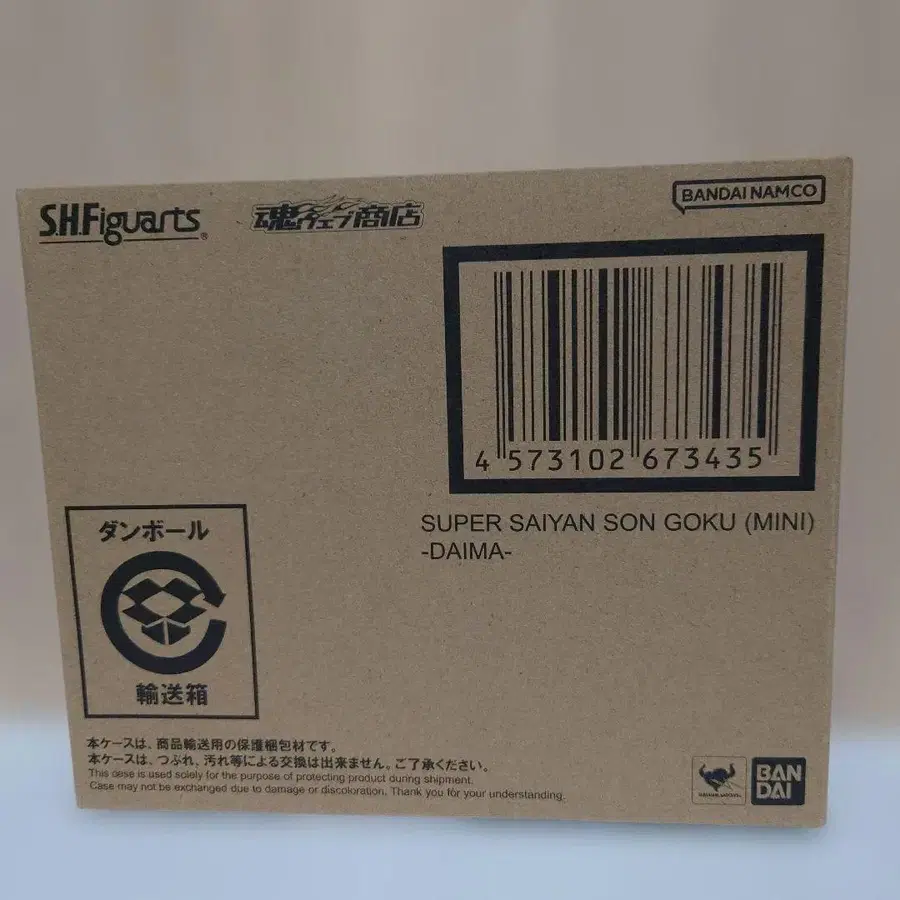 S.H.Figuarts®
魂ウェブ商店
BANDAI NAMCO
4 573102 673435
SUPER SAIYAN SON GOKU (MINI)
-DAIMA-
ダンボール
輸送箱
本ケースは、商品輸送用の保護梱包材です。
本ケースは、つぶれ、汚れ等による交換は出来ません。ご了承ください。
This case is used solely for the purpose of protecting product during shipment.
Case may not be exchanged due to damage or discoloration. Thank you for your understanding.
BAN
DAI